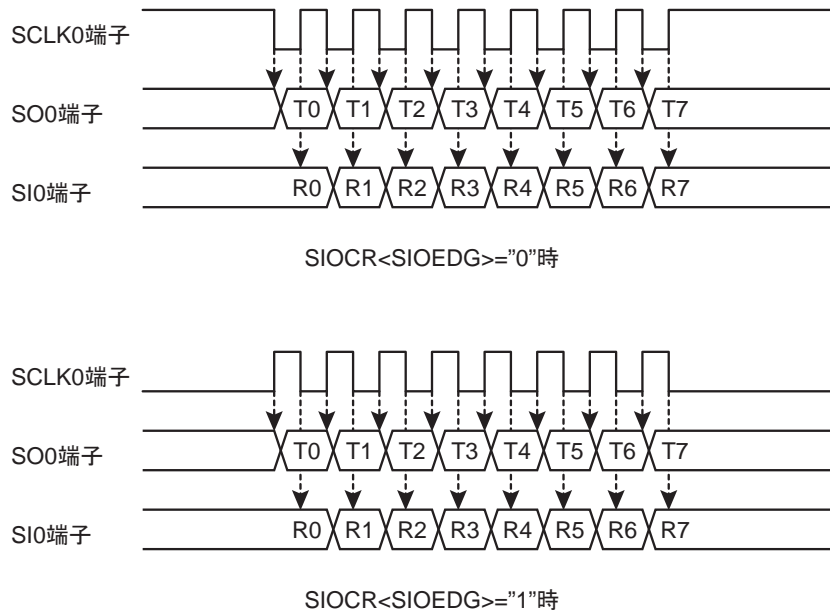 SCLK0端子
SO0端子 T0 T1 T2 T3 T4 T5 T6 T7
SI0端子 R0 R1 R2 R3 R4 R5 R6 R7
SIOCR<SIOEDG>=”0”時
SCLK0端子
SO0端子 T0 T1 T2 T3 T4 T5 T6 T7
SI0端子 R0 R1 R2 R3 R4 R5 R6 R7
SIOCR<SIOEDG>=”1”時